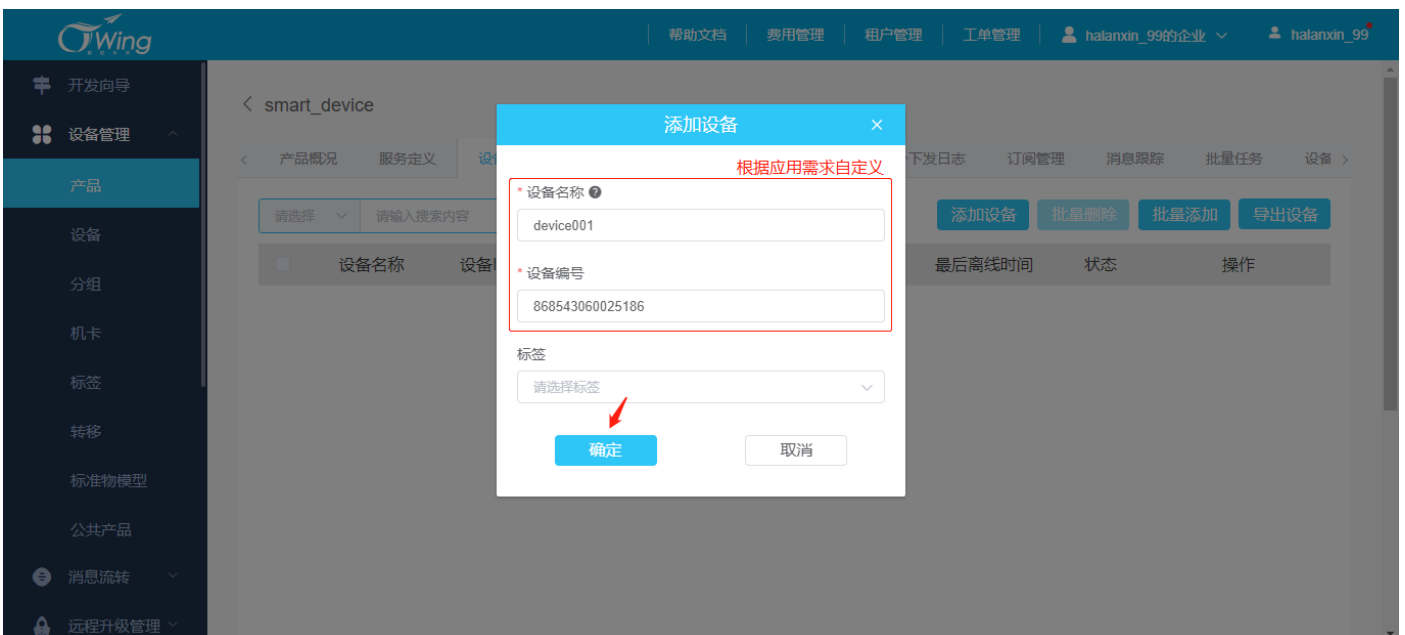 Wing
帮助文档 费用管理 租户管理 工单管理 halanxin_99的企业 halanxin_99
开发向导
设备管理
产品
设备
分组
机卡
标签
转移
标准物模型
公共产品
消息流转
远程升级管理
smart_device
产品概况 服务定义 下发日志 订阅管理 消息跟踪 批量任务 设备
请选择 请输入搜索内容 添加设备 批量删除 批量添加 导出设备
设备名称 设备 最后离线时间 状态 操作
添加设备
根据应用需求自定义
* 设备名称
device001
* 设备编号
868543060025186
标签
请选择标签
确定 取消